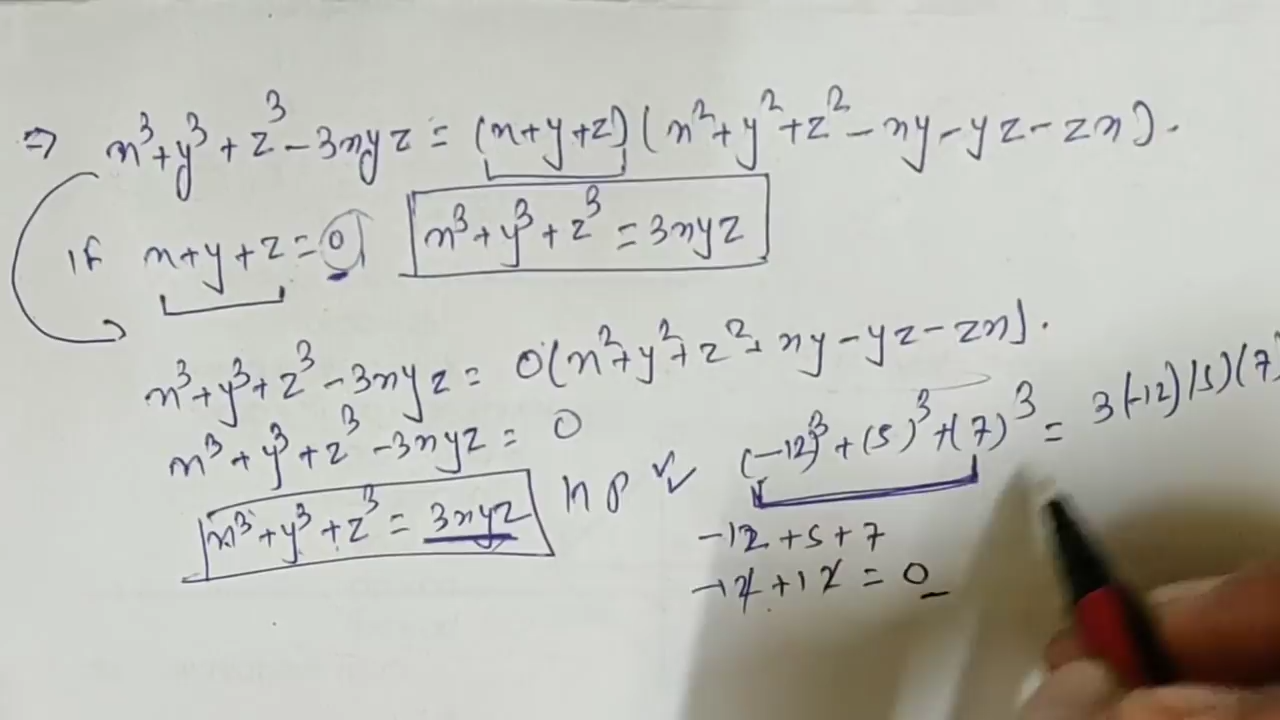 ⇒ x³+y³+z³-3xyz = (x+y+z) (x²+y²+z²-xy-yz-zx).
If x+y+z=0 x³+y³+z³=3xyz
x³+y³+z³-3xyz = 0(x²+y²+z²- xy-yz-zx).
x³+y³+z³-3xyz = 0
x³+y³+z³ = 3xyz
(-12)³+(5)³+(7)³ = 3(-12)(5)(7)
-12+5+7
-12+12 = 0